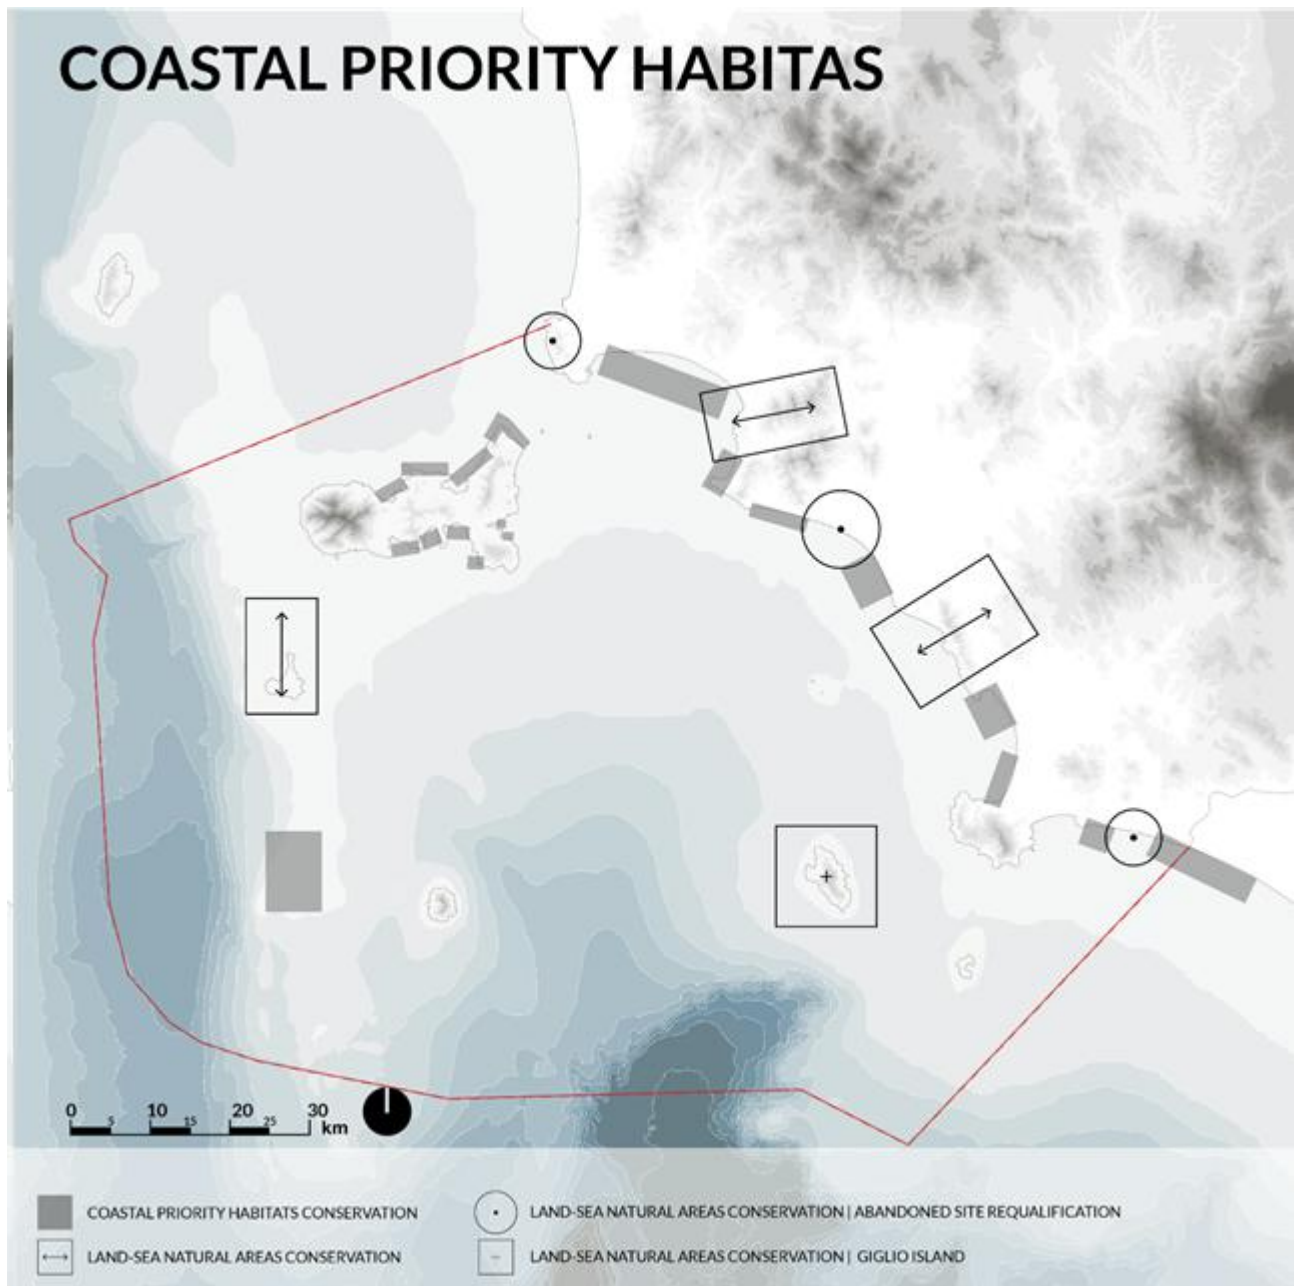 COASTAL PRIORITY HABITAS
0 5 10 15 20 25 30 km
COASTAL PRIORITY HABITATS CONSERVATION
LAND-SEA NATURAL AREAS CONSERVATION
LAND-SEA NATURAL AREAS CONSERVATION | ABANDONED SITE REQUALIFICATION
LAND-SEA NATURAL AREAS CONSERVATION | GIGLIO ISLAND